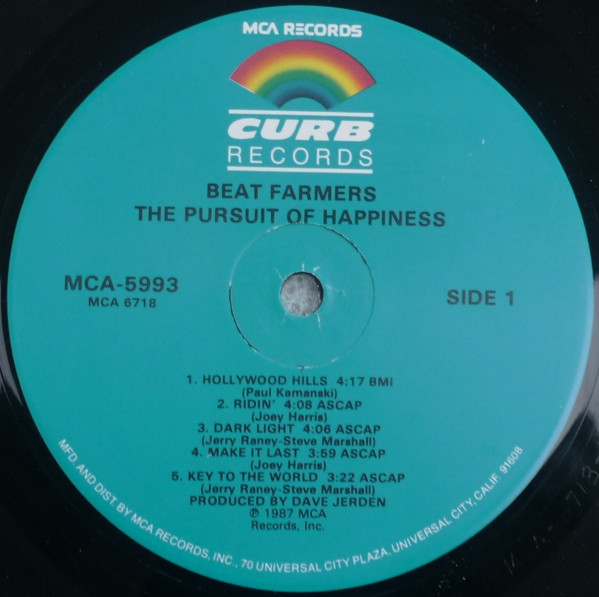 MCA RECORDS
CURB
RECORDS
BEAT FARMERS
THE PURSUIT OF HAPPINESS
MCA-5993
MCA 6718
SIDE 1
1. HOLLYWOOD HILLS 4:17 BMI
(Paul Kamanski)
2. RIDIN' 4:08 ASCAP
(Joey Harris)
3. DARK LIGHT 4:06 ASCAP
(Jerry Raney-Steve Marshall)
4. MAKE IT LAST 3:59 ASCAP
(Joey Harris)
5. KEY TO THE WORLD 3:22 ASCAP
(Jerry Raney-Steve Marshall)
PRODUCED BY DAVE JERDEN
℗ 1987 MCA
Records, Inc.
MFD. AND DIST. BY MCA RECORDS, INC., 70 UNIVERSAL CITY PLAZA, UNIVERSAL CITY, CALIF. 91608